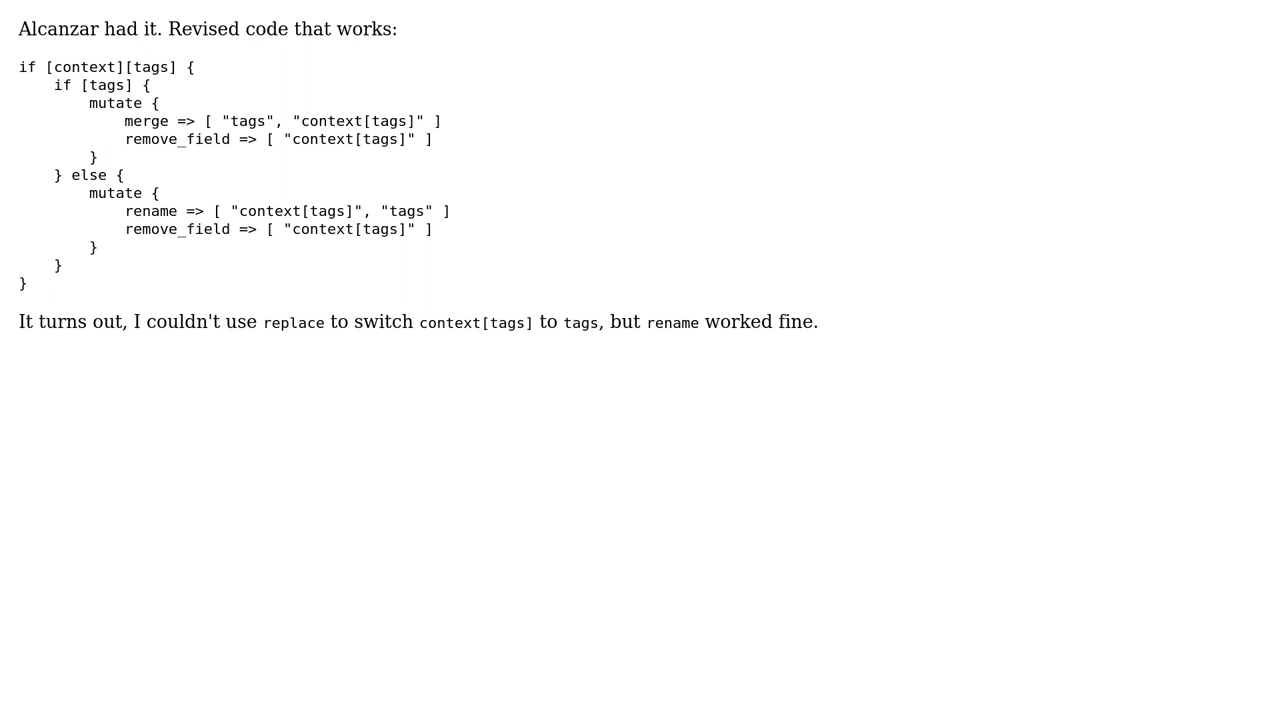 Alcanzar had it. Revised code that works:
if [context][tags] {
    if [tags] {
        mutate {
            merge => [ "tags", "context[tags]" ]
            remove_field => [ "context[tags]" ]
        }
    } else {
        mutate {
            rename => [ "context[tags]", "tags" ]
            remove_field => [ "context[tags]" ]
        }
    }
}
It turns out, I couldn't use replace to switch context[tags] to tags, but rename worked fine.